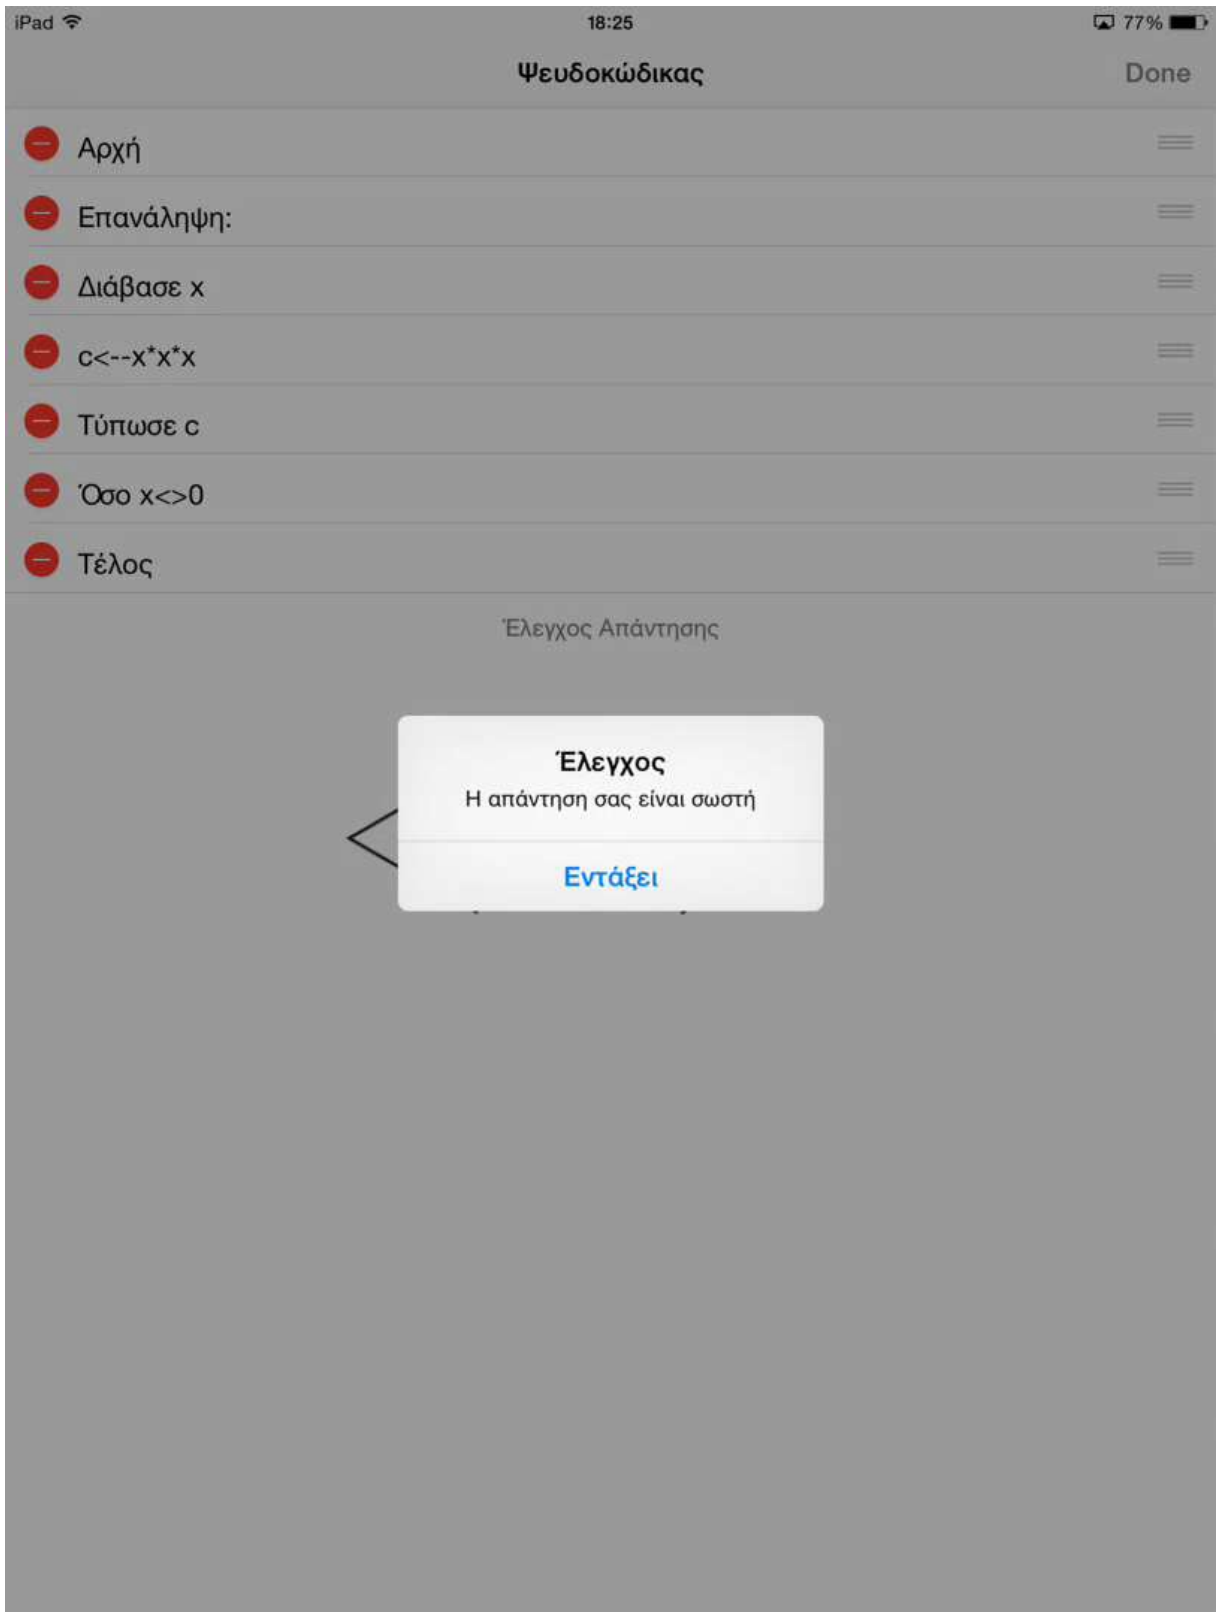 iPad 18:25 77%
Ψευδοκώδικας Done
Αρχή
Επανάληψη:
Διάβασε x
c<--x*x*x
Τύπωσε c
Όσο x<>0
Τέλος
Έλεγχος Απάντησης
Έλεγχος
Η απάντηση σας είναι σωστή
Εντάξει